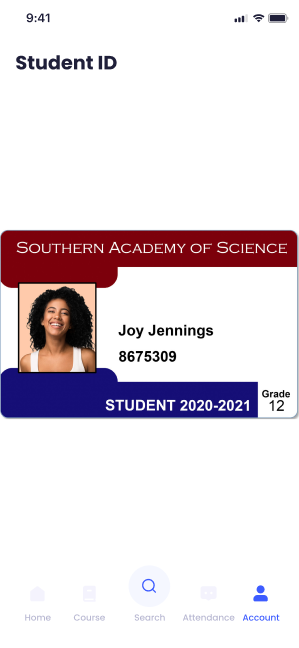 9:41
Student ID
SOUTHERN ACADEMY OF SCIENCE
Joy Jennings
8675309
STUDENT 2020-2021
Grade
12
Home Course Search Attendance Account